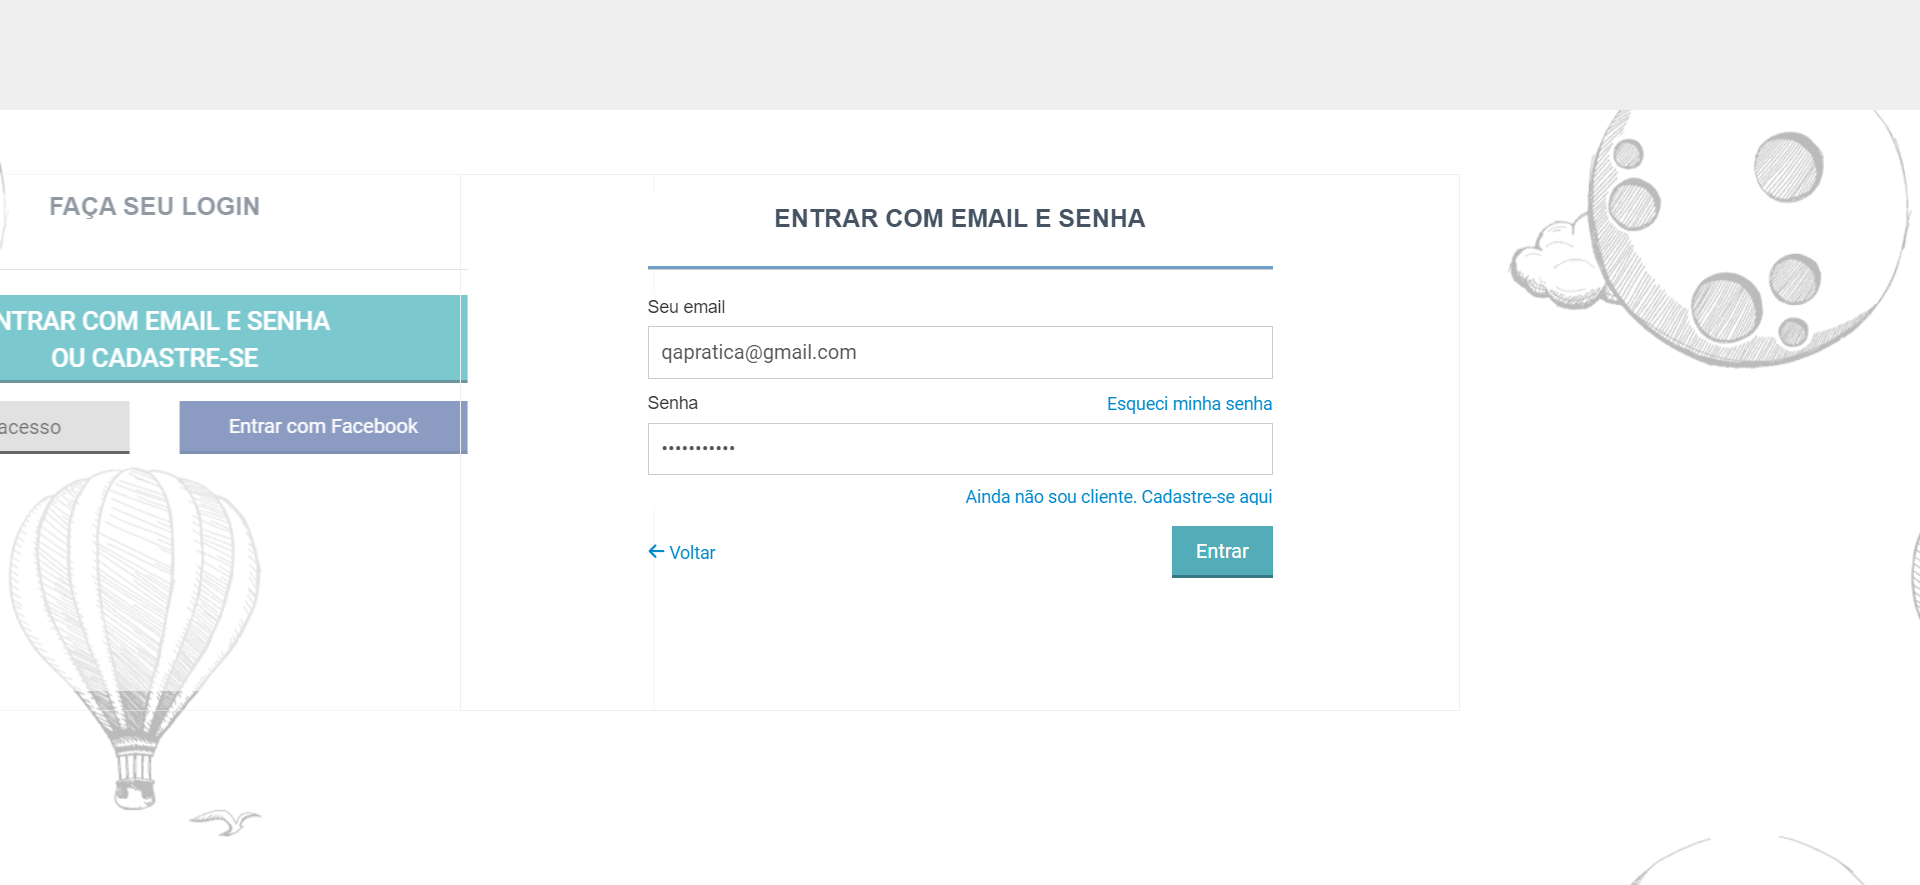 FAÇA SEU LOGIN
NTRAR COM EMAIL E SENHA
OU CADASTRE-SE
acesso
Entrar com Facebook
ENTRAR COM EMAIL E SENHA
Seu email
qapratica@gmail.com
Senha
Esqueci minha senha
•••••••••••
Ainda não sou cliente. Cadastre-se aqui
← Voltar
Entrar